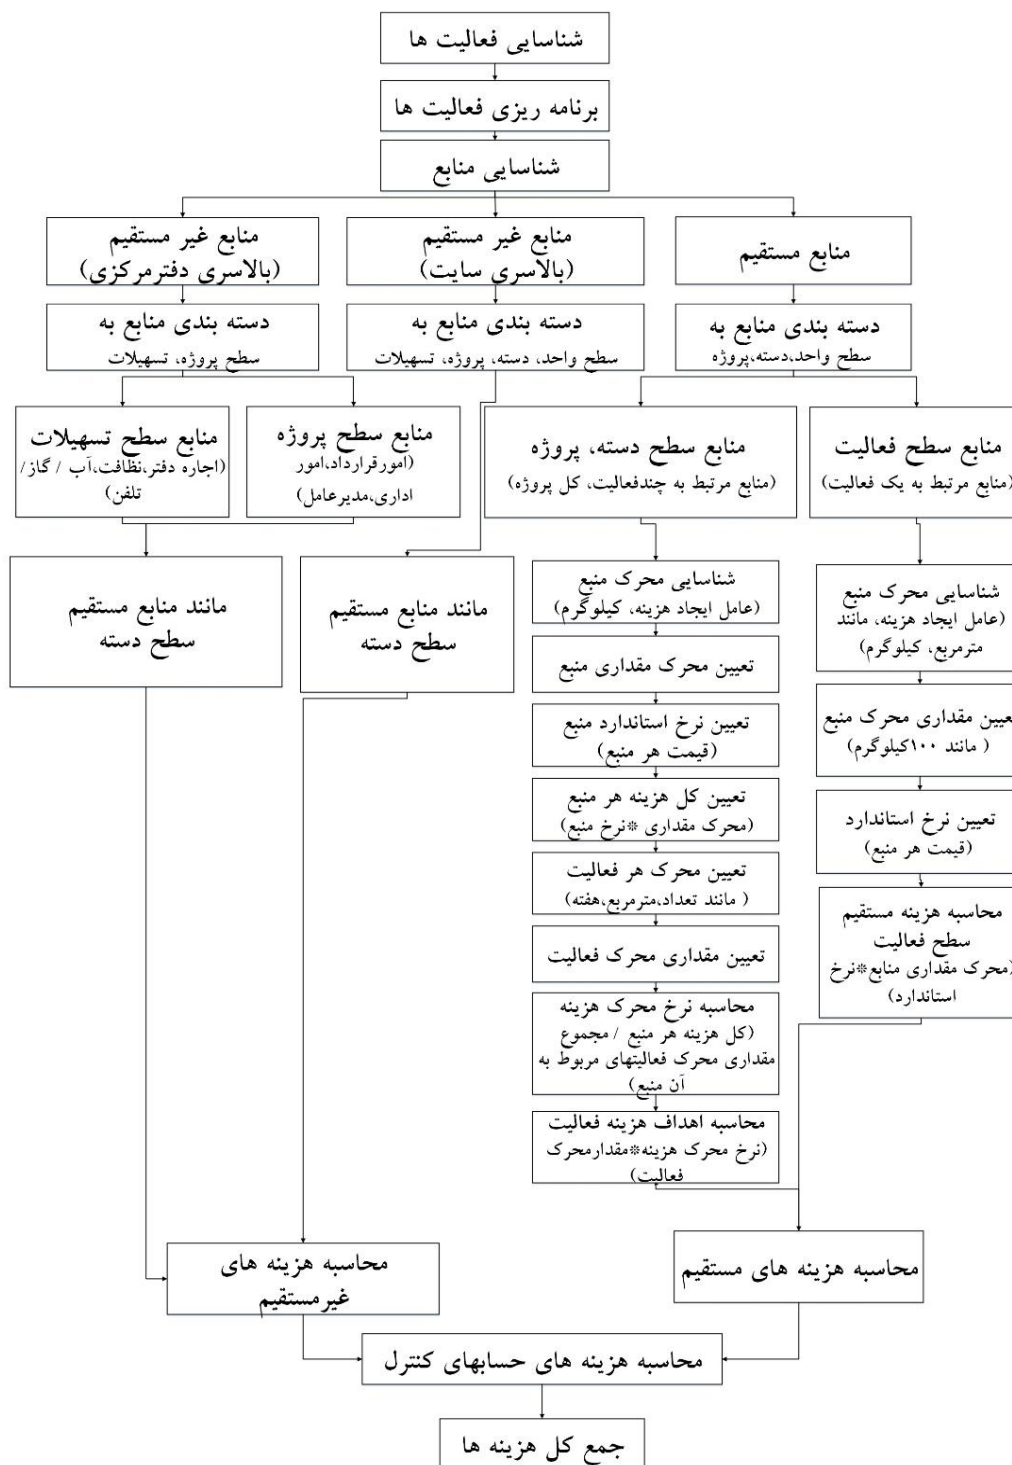 شناسایی فعالیت ها
برنامه ریزی فعالیت ها
شناسایی منابع
منابع مستقیم
منابع غیر مستقیم
(بالاسری سایت)
منابع غیر مستقیم
(بالاسری دفترمرکزی)
دسته بندی منابع به
سطح واحد،دسته،پروژه
دسته بندی منابع به
سطح واحد، دسته، پروژه، تسهیلات
دسته بندی منابع به
سطح پروژه، تسهیلات
منابع سطح فعالیت
(منابع مرتبط به یک فعالیت)
منابع سطح دسته، پروژه
(منابع مرتبط به چندفعالیت، کل پروژه)
منابع سطح پروژه
(امورقرارداد،امور
اداری،مدیرعامل)
منابع سطح تسهیلات
(اجاره دفتر،نظافت،آب / گاز/
تلفن)
شناسایی محرک منبع
(عامل ایجاد هزینه، مانند
مترمربع، کیلوگرم)
تعیین مقداری محرک منبع
( مانند ۱۰۰کیلوگرم)
تعیین نرخ استاندارد
(قیمت هر منبع)
محاسبه هزینه مستقیم
سطح فعالیت
(محرک مقداری منابع*نرخ
استاندارد)
شناسایی محرک منبع
(عامل ایجاد هزینه، کیلوگرم)
تعیین محرک مقداری منبع
تعیین نرخ استاندارد منبع
(قیمت هر منبع)
تعیین کل هزینه هر منبع
(محرک مقداری *نرخ منبع)
تعیین محرک هر فعالیت
( مانند تعداد،مترمربع،هفته)
تعیین مقداری محرک فعالیت
محاسبه نرخ محرک هزینه
(کل هزینه هر منبع / مجموع
مقداری محرک فعالیتهای مربوط به
آن منبع)
محاسبه اهداف هزینه فعالیت
(نرخ محرک هزینه*مقدارمحرک
فعالیت)
مانند منابع مستقیم
سطح دسته
مانند منابع مستقیم
سطح دسته
محاسبه هزینه های مستقیم
محاسبه هزینه های
غیرمستقیم
محاسبه هزینه های حسابهای کنترل
جمع کل هزینه ها